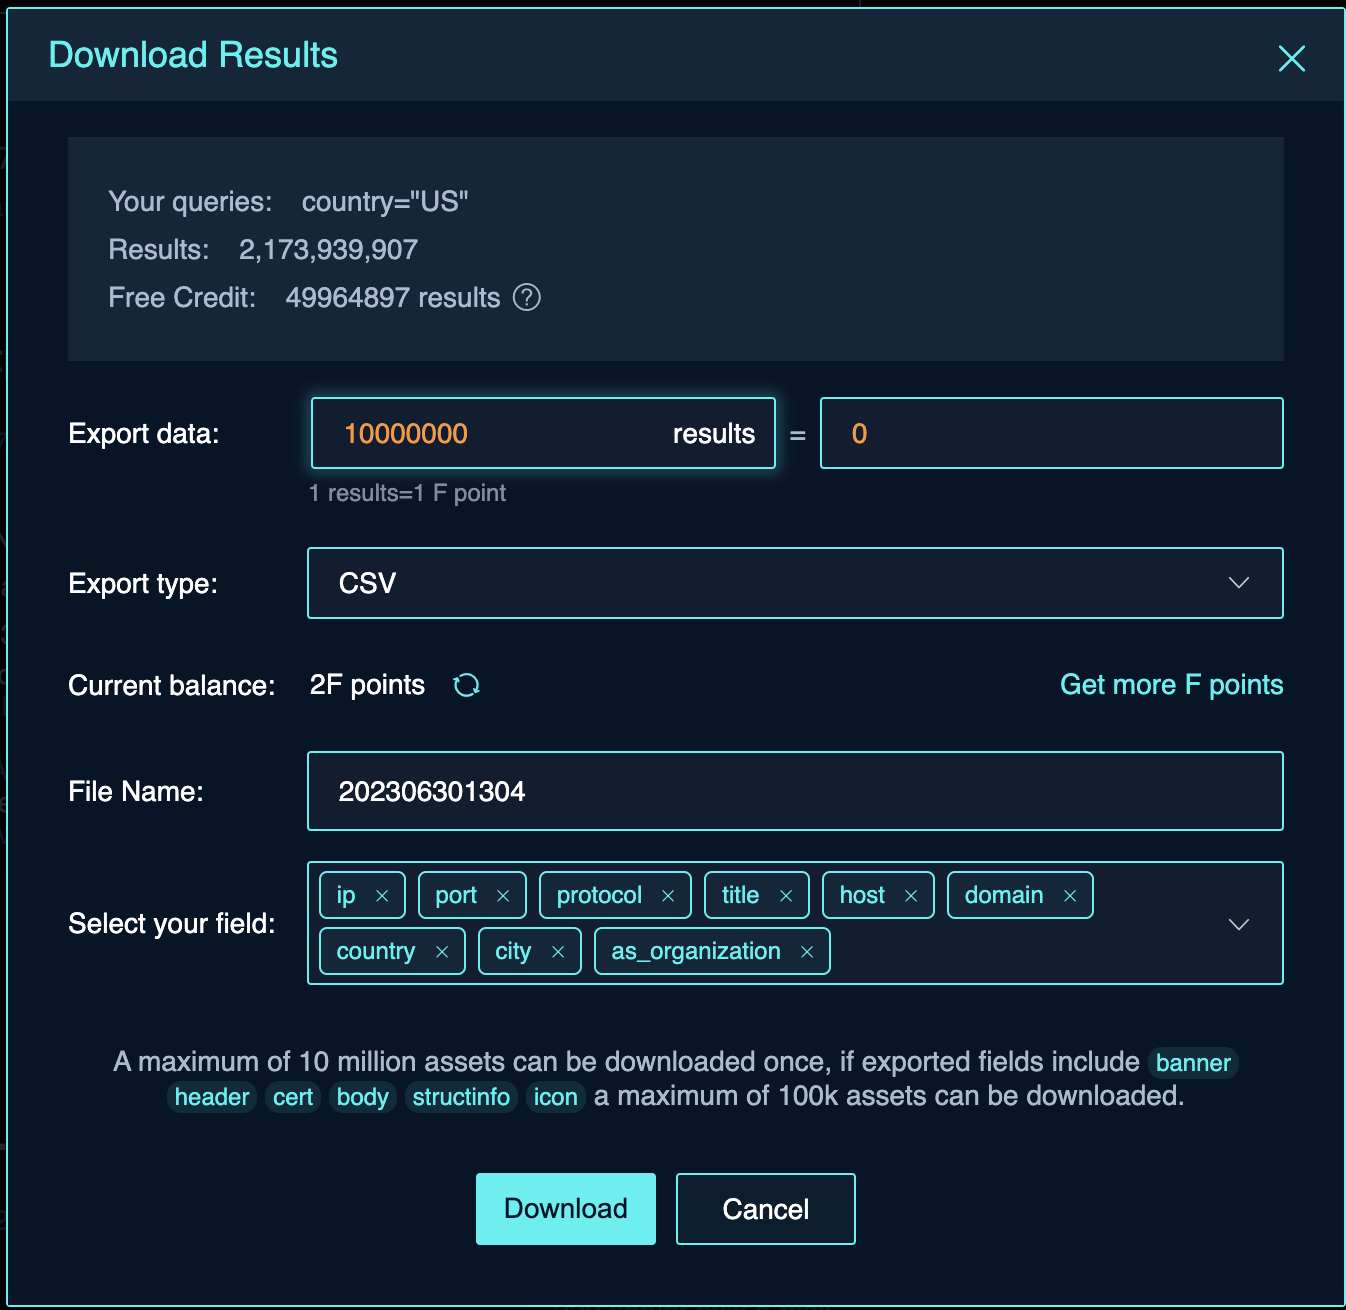 Download Results
Your queries: country="US"
Results: 2,173,939,907
Free Credit: 49964897 results ?
Export data: 10000000 results = 0
1 results=1 F point
Export type: CSV
Current balance: 2F points Get more F points
File Name: 202306301304
Select your field: ip × port × protocol × title × host × domain ×
country × city × as_organization ×
A maximum of 10 million assets can be downloaded once, if exported fields include banner
header cert body structinfo icon a maximum of 100k assets can be downloaded.
Download Cancel